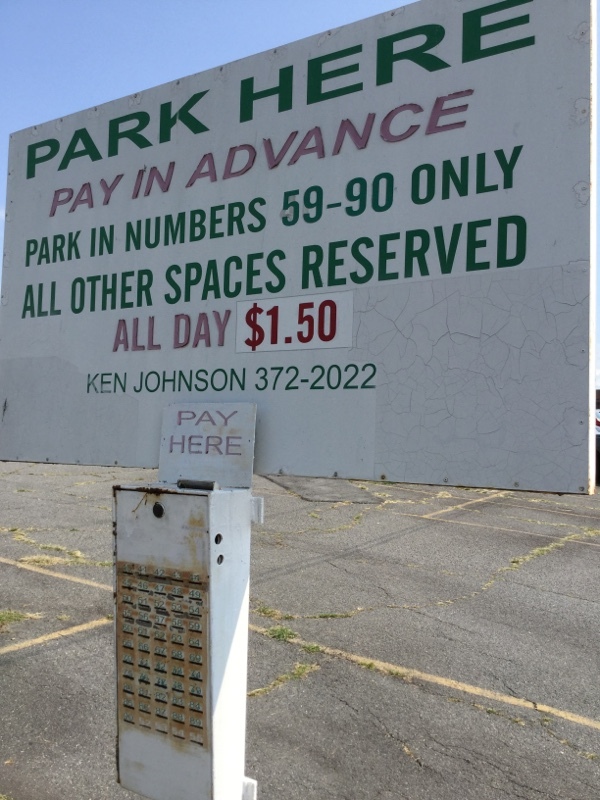 PARK HERE
PAY IN ADVANCE
PARK IN NUMBERS 59-90 ONLY
ALL OTHER SPACES RESERVED
ALL DAY $1.50
KEN JOHNSON 372-2022
PAY
HERE